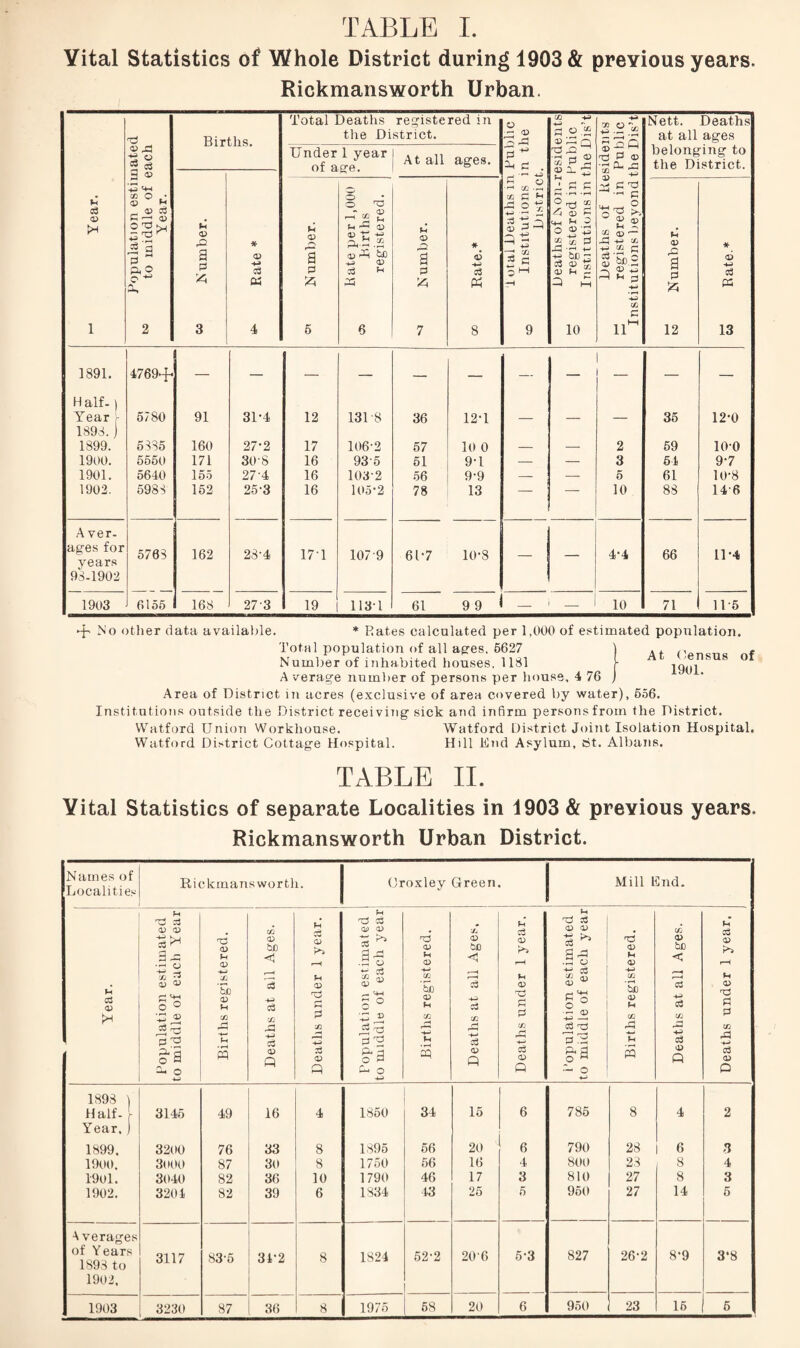 TABLE I.
Vital Statistics of Whole District during 1903 & previous years.
Rickmansworth Urban.
Year.
Population estimated to middle of each Year.
Births.
Total Deaths registered in the District.
Under 1 year of age.
At all ages.
Total Deaths in Public Institutions in the District.
Deaths of Non-residents registered in Public Institutions in the Dis't
Deaths of Residents registered in Public Institutions beyond the Dis't
Nett. Deaths at all ages belonging to the District.
Number. Rate.* Number. Rate per 1,000 Births registered. Number. Rate.* Number. Rate.*
1 2 3 4 5 6 7 8 9 10 11 12 13
1891. 4769+ — — — — — — — — — — —
Half-Year 1898. 5780 91 31·4 12 131·8 36 12·1 — — — 35 12·0
1899. 5885 160 27·2 17 106·2 57 10 0 — — 2 59 10·0
1900. 5550 171 30·8 16 93·5 51 9·1 — — 3 54 9·7
1901. 5640 155 27·4 16 103·2 56 9·9 — — 5 61 10·8
1902. 5988 152 25·3 16 105·2 78 13 — — 10 88 14·6
Averages for years 98-1902 5768 162 28·4 17·1 107·9 61·7 10·8 — — 4·4 66 11·4
1903 6155 168 27·3 19 113·1 61 9 9 — — 10 71 11·5
+ No other data available. * Rates calculated per 1,000 of estimated population.
Total population of all ages. 5627
Number of inhabited houses, 1181
Average number of persons per house, 4 76
At Census of 1901.
Area of District in acres (exclusive of area covered by water), 556.
Institutions outside the District receiving sick and infirm persons from the District.
Watford Union Workhouse. Watford District Joint Isolation Hospital.
Watford District Cottage Hospital. Hill End Asylum, St. Albans.
TABLE II.
Vital Statistics of separate Localities in 1903 & previous years.
Rickmansworth Urban District.
Names of Localities Rickmansworth. Croxley Green. Mill End.
Year.
Population estimated to middle of each Year
Births registered.
Deaths at all Ages.
Deaths under 1 year.
Population estimated to middle of each year
Births registered.
Deaths at all Ages.
Deaths under 1 year.
Population estimated to middle of each year
Births registered.
Deaths at all Ages.
Deaths under 1 year.
1898 Half-Year, 3145 49 16 4 1850 34 15 6 785 8 4 2
1899, 3200 76 33 8 1895 56 20 6 790 28 6 3
1900, 3000 87 30 8 1750 56 16 4 800 28 8 4
1901. 3040 82 36 10 1790 46 17 3 810 27 8 3
1902. 3204 82 39 6 1834 43 25 5 950 27 14 5
Averages of Years 1898 to 1902, 3117 83·5 34·2 8 1824 52·2 20·6 5·3 827 26·2 8·9 3·8
1903 3230 87 36 8 1975 58 20 6 950 23 15 5